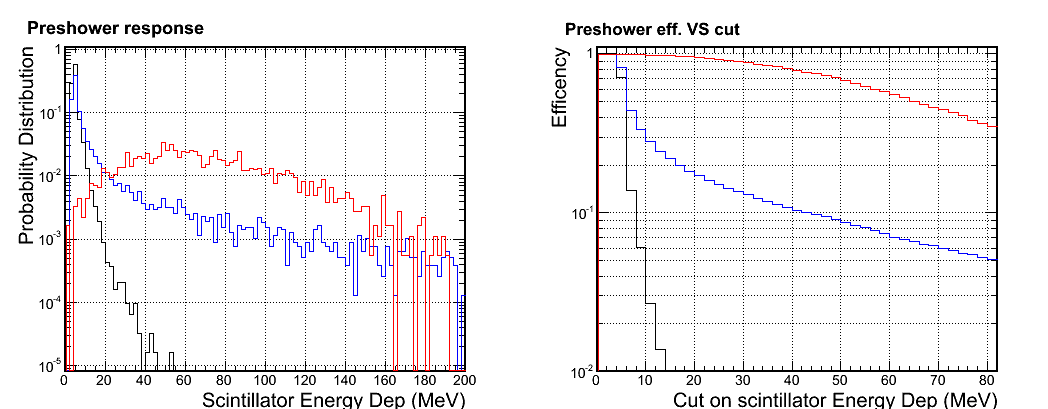 Preshower response
Probability Distribution
1
10-1
10-2
10-3
10-4
10-5
0 20 40 60 80 100 120 140 160 180 200
Scintillator Energy Dep (MeV)
Preshower eff. VS cut
Efficency
1
10-1
10-2
0 10 20 30 40 50 60 70 80
Cut on scintillator Energy Dep (MeV)